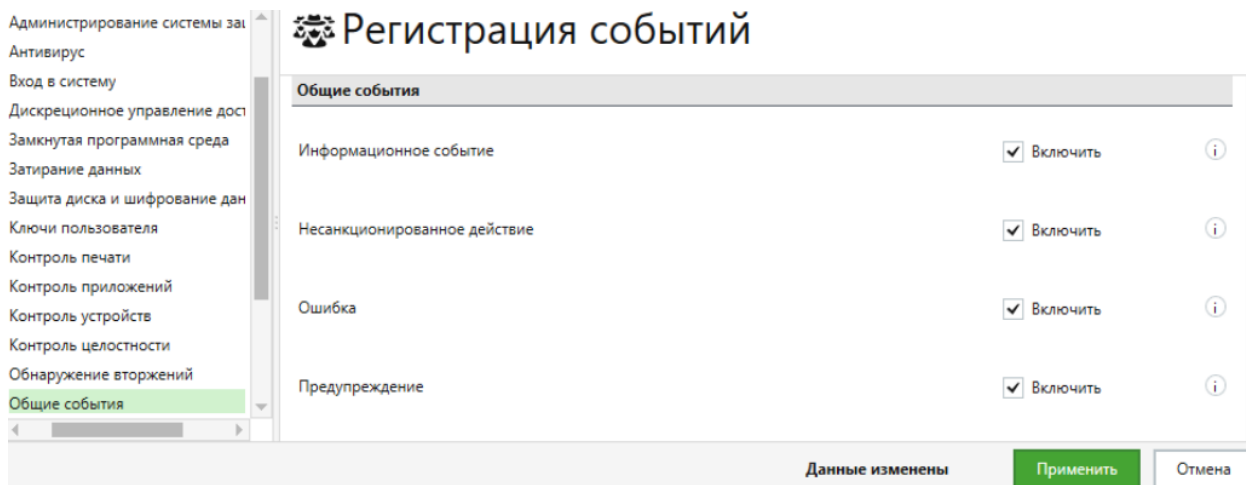 Администрирование системы за
Антивирус
Вход в систему
Дискреционное управление дост
Замкнутая программная среда
Затирание данных
Защита диска и шифрование дан
Ключи пользователя
Контроль печати
Контроль приложений
Контроль устройств
Контроль целостности
Обнаружение вторжений
Общие события
Регистрация событий
Общие события
Информационное событие Включить
Несанкционированное действие Включить
Ошибка Включить
Предупреждение Включить
Данные изменены Применить Отмена